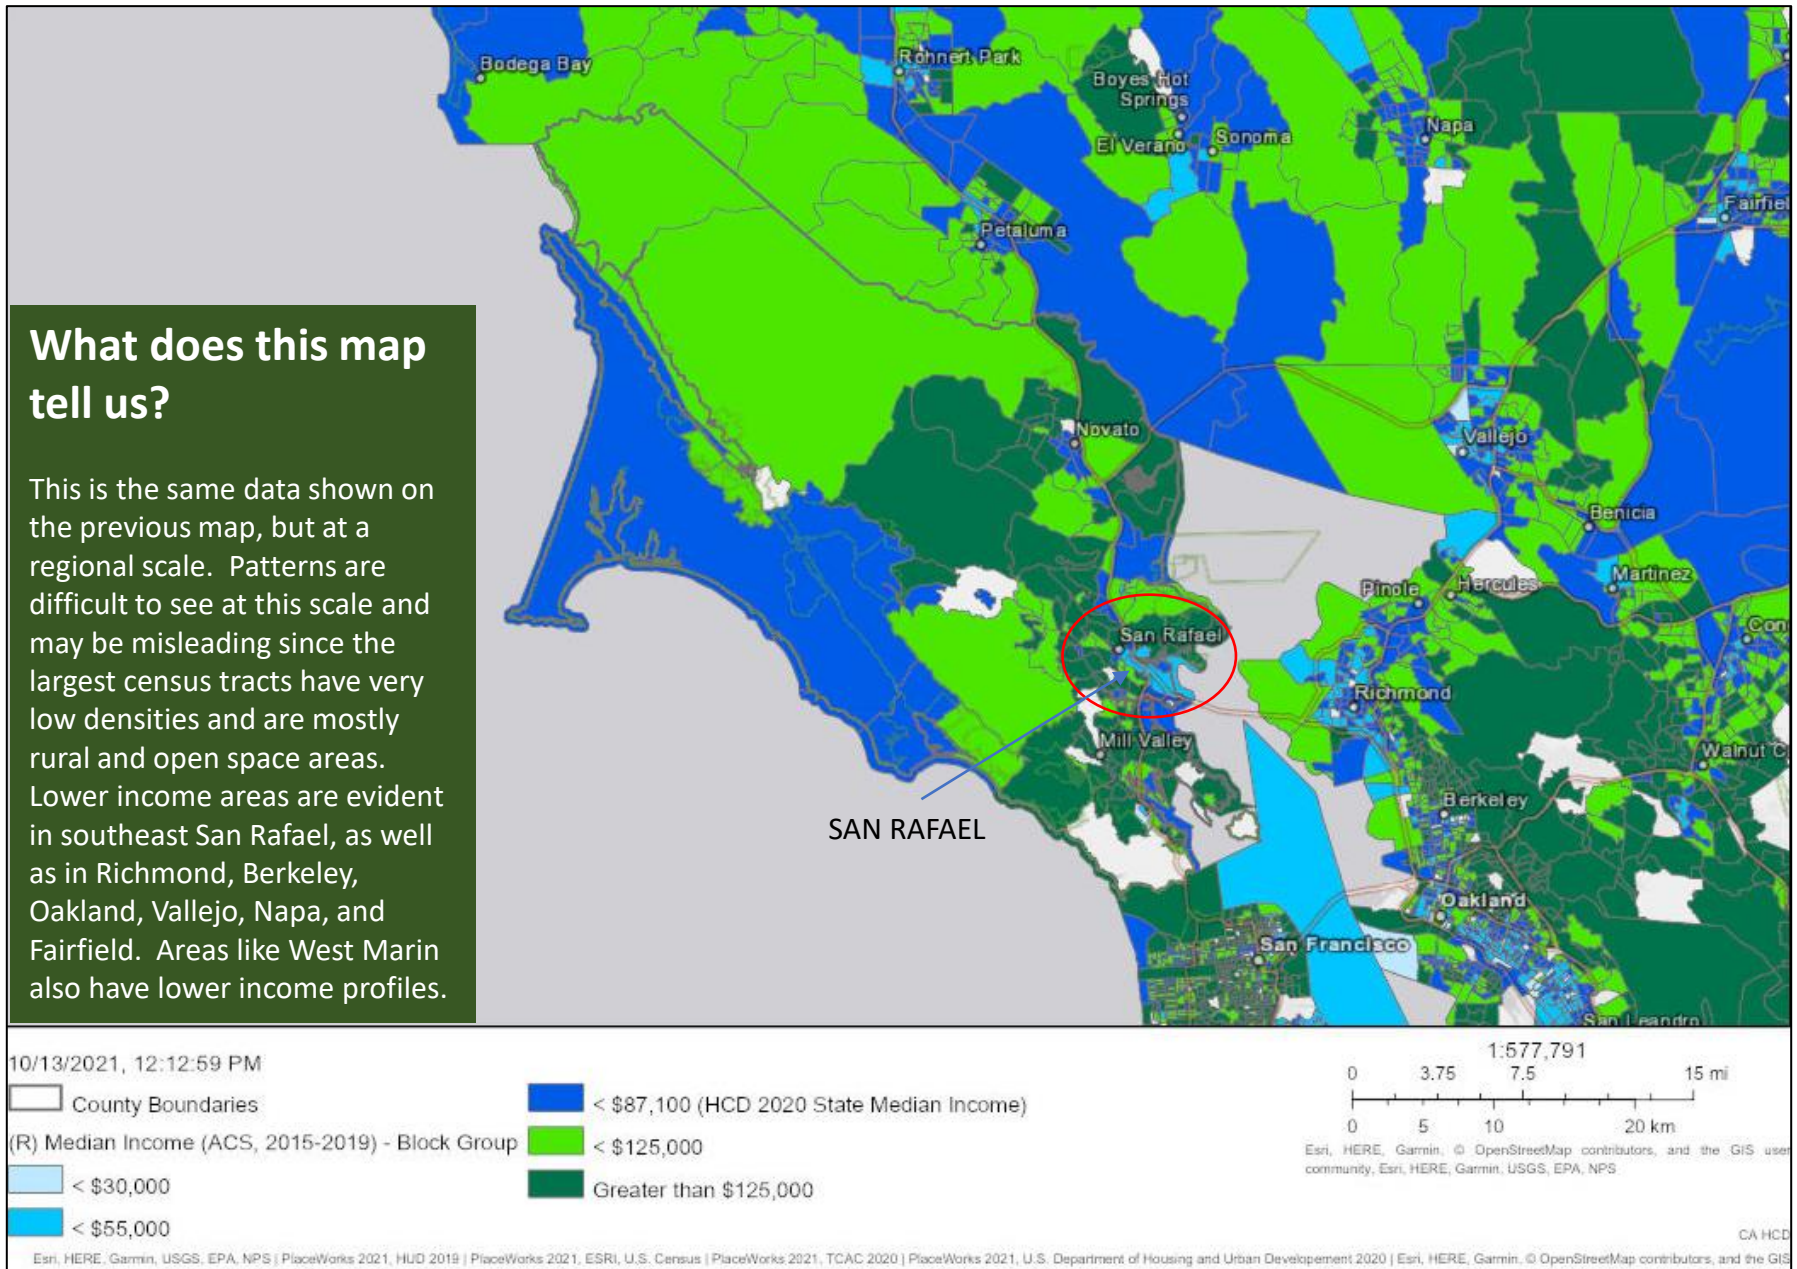 Bodega Bay
Rohnert Park
Boyes Hot
Springs
El Verano
Sonoma
Napa
Fairfiel
Petaluma
What does this map
tell us?
This is the same data shown on
the previous map, but at a
regional scale.  Patterns are
difficult to see at this scale and
may be misleading since the
largest census tracts have very
low densities and are mostly
rural and open space areas.
Lower income areas are evident
in southeast San Rafael, as well
as in Richmond, Berkeley,
Oakland, Vallejo, Napa, and
Fairfield.  Areas like West Marin
also have lower income profiles.
Novato
Vallejo
Benicia
Pinole
Hercules
Martinez
Con
San Rafael
Richmond
Mill Valley
Walnut C
Berkeley
SAN RAFAEL
Oakland
San Francisco
San Leandro
10/13/2021, 12:12:59 PM
County Boundaries
(R) Median Income (ACS, 2015-2019) - Block Group
< $30,000
< $55,000
< $87,100 (HCD 2020 State Median Income)
< $125,000
Greater than $125,000
1:577,791
0 3.75 7.5 15 mi
0 5 10 20 km
Esri, HERE, Garmin, © OpenStreetMap contributors, and the GIS user
community, Esri, HERE, Garmin, USGS, EPA, NPS
CA HCD
Esri, HERE, Garmin, USGS, EPA, NPS | PlaceWorks 2021, HUD 2019 | PlaceWorks 2021, ESRI, U.S. Census | PlaceWorks 2021, TCAC 2020 | PlaceWorks 2021, U.S. Department of Housing and Urban Developement 2020 | Esri, HERE, Garmin, © OpenStreetMap contributors, and the GIS